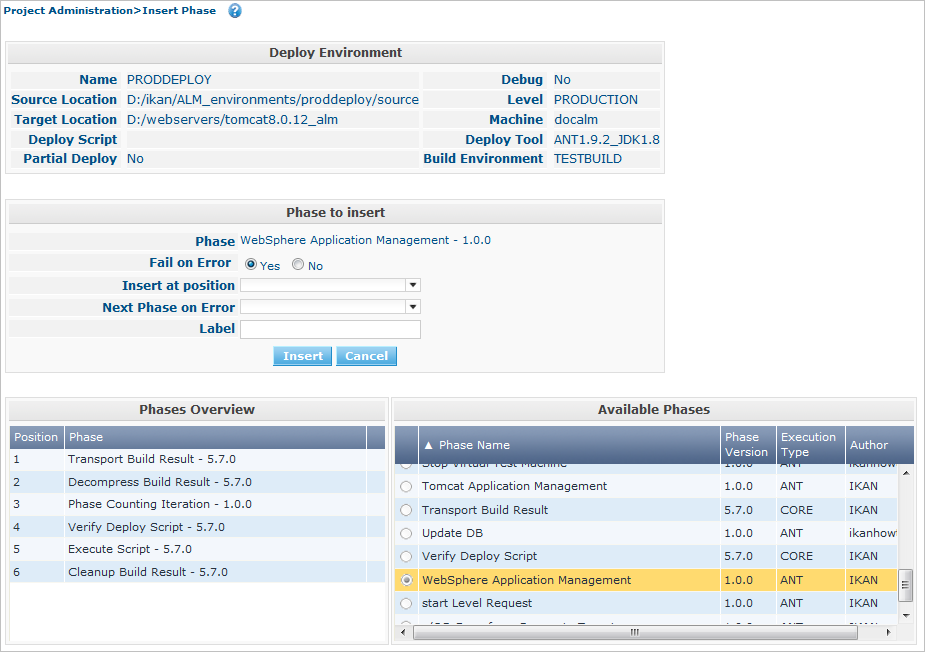 Project Administration>Insert Phase ?
Deploy Environment
Name PRODDEPLOY Debug No
Source Location D:/ikan/ALM_environments/proddeploy/source Level PRODUCTION
Target Location D:/webservers/tomcat8.0.12_alm Machine docalm
Deploy Script Deploy Tool ANT1.9.2_JDK1.8
Partial Deploy No Build Environment TESTBUILD
Phase to insert
Phase WebSphere Application Management - 1.0.0
Fail on Error Yes No
Insert at position
Next Phase on Error
Label
Insert Cancel
Phases Overview
Position Phase
1 Transport Build Result - 5.7.0
2 Decompress Build Result - 5.7.0
3 Phase Counting Iteration - 1.0.0
4 Verify Deploy Script - 5.7.0
5 Execute Script - 5.7.0
6 Cleanup Build Result - 5.7.0
Available Phases
▲ Phase Name Phase Version Execution Type Author
Stop Virtual Test Machine 1.0.0 ANT ikanhow
Tomcat Application Management 1.0.0 ANT IKAN
Transport Build Result 5.7.0 CORE IKAN
Update DB 1.0.0 ANT ikanhow
Verify Deploy Script 5.7.0 CORE IKAN
WebSphere Application Management 1.0.0 ANT IKAN
start Level Request 1.0.0 ANT IKAN